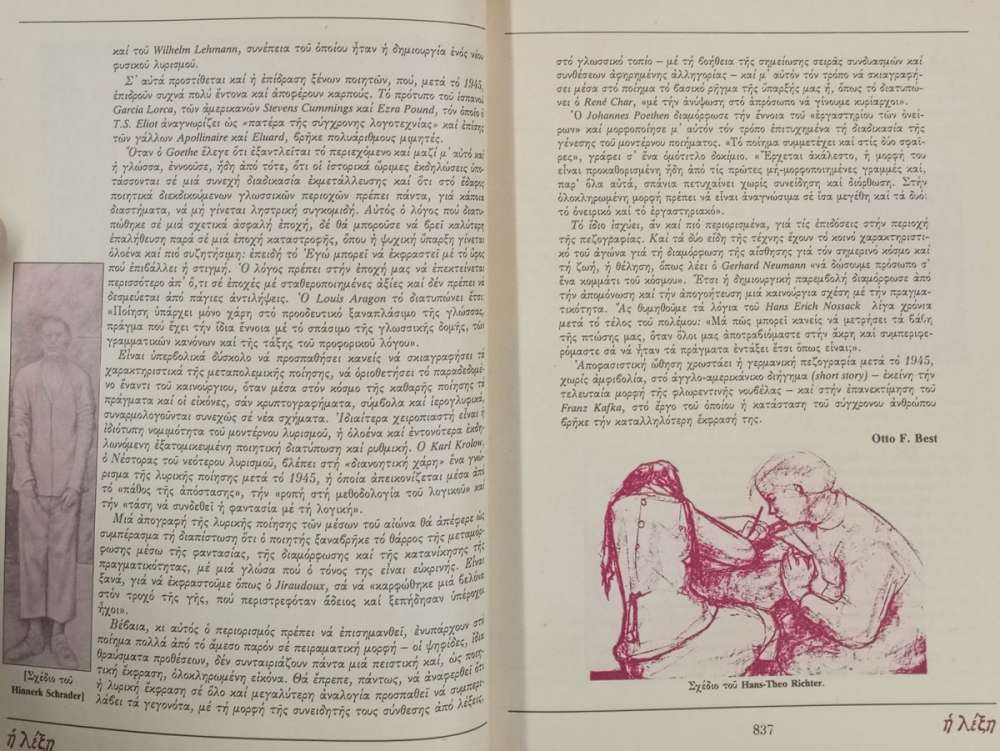 καί τοῦ Wilhelm Lehmann, συνέπεια τοῦ ὁποίου ἦταν ἡ δημιουργία ἑνός νέου
φυσικοῦ λυρισμοῦ.
Σ' αὐτά προστίθεται καί ἡ ἐπίδραση ξένων ποιητῶν, πού, μετά τό 1945,
ἐπιδροῦν συχνά πολύ ἔντονα καί ἀποφέρουν καρπούς. Τό πρότυπο τοῦ ἱσπανοῦ
Garcia Lorca, τῶν ἀμερικανῶν Stevens Cummings καί Ezra Pound, τόν ὁποῖο ὁ
T.S. Eliot ἀναγνωρίζει ὡς «πατέρα τῆς σύγχρονης λογοτεχνίας» καί ἐπίσης
τῶν γάλλων Apollinaire καί Eluard, βρῆκε πολυάριθμους μιμητές.
Ὅταν ὁ Goethe ἔλεγε ὅτι ἐξαντλεῖται τό περιεχόμενο καί μαζί μ' αὐτό καί
ἡ γλώσσα, ἐννοοῦσε, ἤδη ἀπό τότε, ὅτι οἱ ἱστορικά ὥριμες ἐκδηλώσεις ὑπο-
τάσσονται σέ μιά συνεχή διαδικασία ἐκμετάλλευσης καί ὅτι στό ἔδαφος
ποιητικά διεκδικούμενων γλωσσικῶν περιοχῶν πρέπει πάντα, γιά κάποια
διαστήματα, νά μή γίνεται ληστρική συγκομιδή. Αὐτός ὁ λόγος πού διατυ-
πώθηκε σέ μιά σχετικά ἀσφαλή ἐποχή, δέ θά μποροῦσε νά βρεῖ καλύτερη
ἐπαλήθευση παρά σέ μιά ἐποχή καταστροφῆς, ὅπου ἡ ψυχική ὕπαρξη γίνεται
ὁλοένα καί πιό συζητήσιμη: ἐπειδή τό Ἐγώ μπορεῖ νά ἐκφραστεῖ μέ τό ὕφος
πού ἐπιβάλλει ἡ στιγμή. Ὁ λόγος πρέπει στήν ἐποχή μας νά ἐπεκτείνεται
περισσότερο ἀπ' ὅ,τι σέ ἐποχές μέ σταθεροποιημένες ἀξίες καί δέν πρέπει νά
δεσμεύεται ἀπό πάγιες ἀντιλήψεις. Ὁ Louis Aragon τό διατυπώνει ἔτσι:
«Ποίηση ὑπάρχει μόνο χάρη στό προοδευτικό ξαναπλάσιμο τῆς γλώσσας,
πράγμα πού ἔχει τήν ἴδια ἔννοια μέ τό σπάσιμο τῆς γλωσσικῆς δομῆς, τῶν
γραμματικῶν κανόνων καί τῆς τάξης τοῦ προφορικοῦ λόγου».
Εἶναι ὑπερβολικά δύσκολο νά προσπαθήσει κανείς νά σκιαγραφήσει τά
χαρακτηριστικά τῆς μεταπολεμικῆς ποίησης, νά ὁριοθετήσει τό παραδεδομέ-
νο ἔναντι τοῦ καινούργιου, ὅταν μέσα στόν κόσμο τῆς καθαρῆς ποίησης τά
πράγματα καί οἱ εἰκόνες, σάν κρυπτογραφήματα, σύμβολα καί ἱερογλυφικά,
συναρμολογοῦνται συνεχῶς σέ νέα σχήματα. Ἰδιαίτερα χειροπιαστή εἶναι ἡ
ἰδιότυπη νομιμότητα τοῦ μοντέρνου λυρισμοῦ, ἡ ὁλοένα καί ἐντονότερα ἐκδη-
λωνόμενη ἐξατομικευμένη ποιητική διατύπωση καί ρυθμική. Ὁ Karl Krolow,
ὁ Νέστορας τοῦ νεότερου λυρισμοῦ, βλέπει στή «διανοητική χάρη» ἕνα γνώ-
ρισμα τῆς λυρικῆς ποίησης μετά τό 1945, ἡ ὁποία ἀπεικονίζεται μέσα ἀπό
τό «πάθος τῆς ἀπόστασης», τήν «ροπή στή μεθοδολογία τοῦ λογικοῦ» καί
τήν «τάση νά συνδεθεῖ ἡ φαντασία μέ τή λογική».
Μιά ἀπογραφή τῆς λυρικῆς ποίησης τῶν μέσων τοῦ αἰώνα θά ἀπέφερε ὡς
συμπέρασμα τή διαπίστωση ὅτι ὁ ποιητής ξαναβρῆκε τό θάρρος τῆς μεταμόρ-
φωσης μέσω τῆς φαντασίας, τῆς διαμόρφωσης καί τῆς κατανίκησης τῆς
πραγματικότητας, μέ μιά γλώσα πού ὁ τόνος της εἶναι εὐκρινής. Εἶναι
ξανά, γιά νά ἐκφραστοῦμε ὅπως ὁ Jiraudoux, σά νά «καρφώθηκε μιά βελόνα
στόν τροχό τῆς γῆς, πού περιστρεφόταν ἄδειος καί ξεπήδησαν ὑπέροχοι
ἦχοι».
Βέβαια, κι αὐτός ὁ περιορισμός πρέπει νά ἐπισημανθεῖ, ἐνυπάρχουν στό
ποίημα πολλά ἀπό τό ἄμεσο παρόν σέ πειραματική μορφή – οἱ ψηφίδες, ἴδια
θραύσματα προθέσεων, δέν συνταιριάζουν πάντα μιά πειστική καί, ὡς ποιη-
τική ἔκφραση, ὁλοκληρωμένη εἰκόνα. Θά ἔπρεπε, πάντως, νά ἀναφερθεῖ ὅτι
ἡ λυρική ἔκφραση σέ ὅλο καί μεγαλύτερη ἀναλογία προσπαθεῖ νά συμπερι-
λάβει τά γεγονότα, μέ τή μορφή τῆς συνειδητῆς τους σύνθεσης ἀπό λέξεις,
[Σχέδιο τοῦ
Hinnerk Schrader]
ἡ λέξη
στό γλωσσικό τοπίο – μέ τή βοήθεια τῆς σημείωσης σειρᾶς συνδυασμῶν καί
συνθέσεων ἀφηρημένης ἀλληγορίας – καί μ' αὐτόν τόν τρόπο νά σκιαγραφή-
σει μέσα στό ποίημα τό βασικό ρῆγμα τῆς ὕπαρξής μας ἤ, ὅπως τό διατυπώ-
νει ὁ René Char, «μέ τήν ἀνύψωση στό ἀπρόσωπο νά γίνουμε κυρίαρχοι».
Ὁ Johannes Poethen διαμόρφωσε τήν ἔννοια τοῦ «ἐργαστηρίου τῶν ὀνεί-
ρων» καί μορφοποίησε μ' αὐτόν τόν τρόπο ἐπιτυχημένα τή διαδικασία τῆς
γένεσης τοῦ μοντέρνου ποιήματος. «Τό ποίημα συμμετέχει καί στίς δύο σφαῖ-
ρες», γράφει σ' ἕνα ὁμότιτλο δοκίμιο. «Ἔρχεται ἀκάλεστο, ἡ μορφή του
εἶναι προκαθορισμένη ἤδη ἀπό τίς πρῶτες μή-μορφοποιημένες γραμμές καί,
παρ' ὅλα αὐτά, σπάνια πετυχαίνει χωρίς συνείδηση καί διόρθωση. Στήν
ὁλοκληρωμένη μορφή πρέπει νά εἶναι ἀναγνώσιμα σέ ἴσα μεγέθη καί τά δυό:
τό ὀνειρικό καί τό ἐργαστηριακό».
Τό ἴδιο ἰσχύει, ἄν καί πιό περιορισμένα, γιά τίς ἐπιδόσεις στήν περιοχή
τῆς πεζογραφίας. Καί τά δυό εἴδη τῆς τέχνης ἔχουν τό κοινό χαρακτηριστι-
κό τοῦ ἀγώνα γιά τή διαμόρφωση τῆς αἴσθησης γιά τόν σημερινό κόσμο καί
τή ζωή, ἡ θέληση, ὅπως λέει ὁ Gerhard Neumann «νά δώσουμε πρόσωπο σ'
ἕνα κομμάτι τοῦ κόσμου». Ἔτσι ἡ δημιουργική παρεμβολή διαμόρφωσε ἀπό
τήν ἀπομόνωση καί τήν ἀπογοήτευση μιά καινούργια σχέση μέ τήν πραγμα-
τικότητα. Ἄς θυμηθοῦμε τά λόγια τοῦ Hans Erich Nossack λίγα χρόνια
μετά τό τέλος τοῦ πολέμου: «Μά πῶς μπορεῖ κανείς νά μετρήσει τά βάθη
τῆς πτώσης μας, ὅταν ὅλοι μας ἀποτραβιόμαστε στήν ἄκρη καί συμπεριφε-
ρόμαστε σά νά ἦταν τά πράγματα ἐντάξει ἔτσι ὅπως εἶναι;».
Ἀποφασιστική ὤθηση χρωστάει ἡ γερμανική πεζογραφία μετά τό 1945,
χωρίς ἀμφιβολία, στό ἀγγλο-αμερικάνικο διήγημα (short story) – ἐκείνη τήν
τελευταία μορφή τῆς φλωρεντινῆς νουβέλας – καί στήν ἐπανεκτίμηση τοῦ
Franz Kafka, στό ἔργο τοῦ ὁποίου ἡ κατάσταση τοῦ σύγχρονου ἀνθρώπου
βρῆκε τήν καταλληλότερη ἔκφρασή της.
Otto F. Best
Σχέδιο τοῦ Hans-Theo Richter.
837
ἡ λέξη